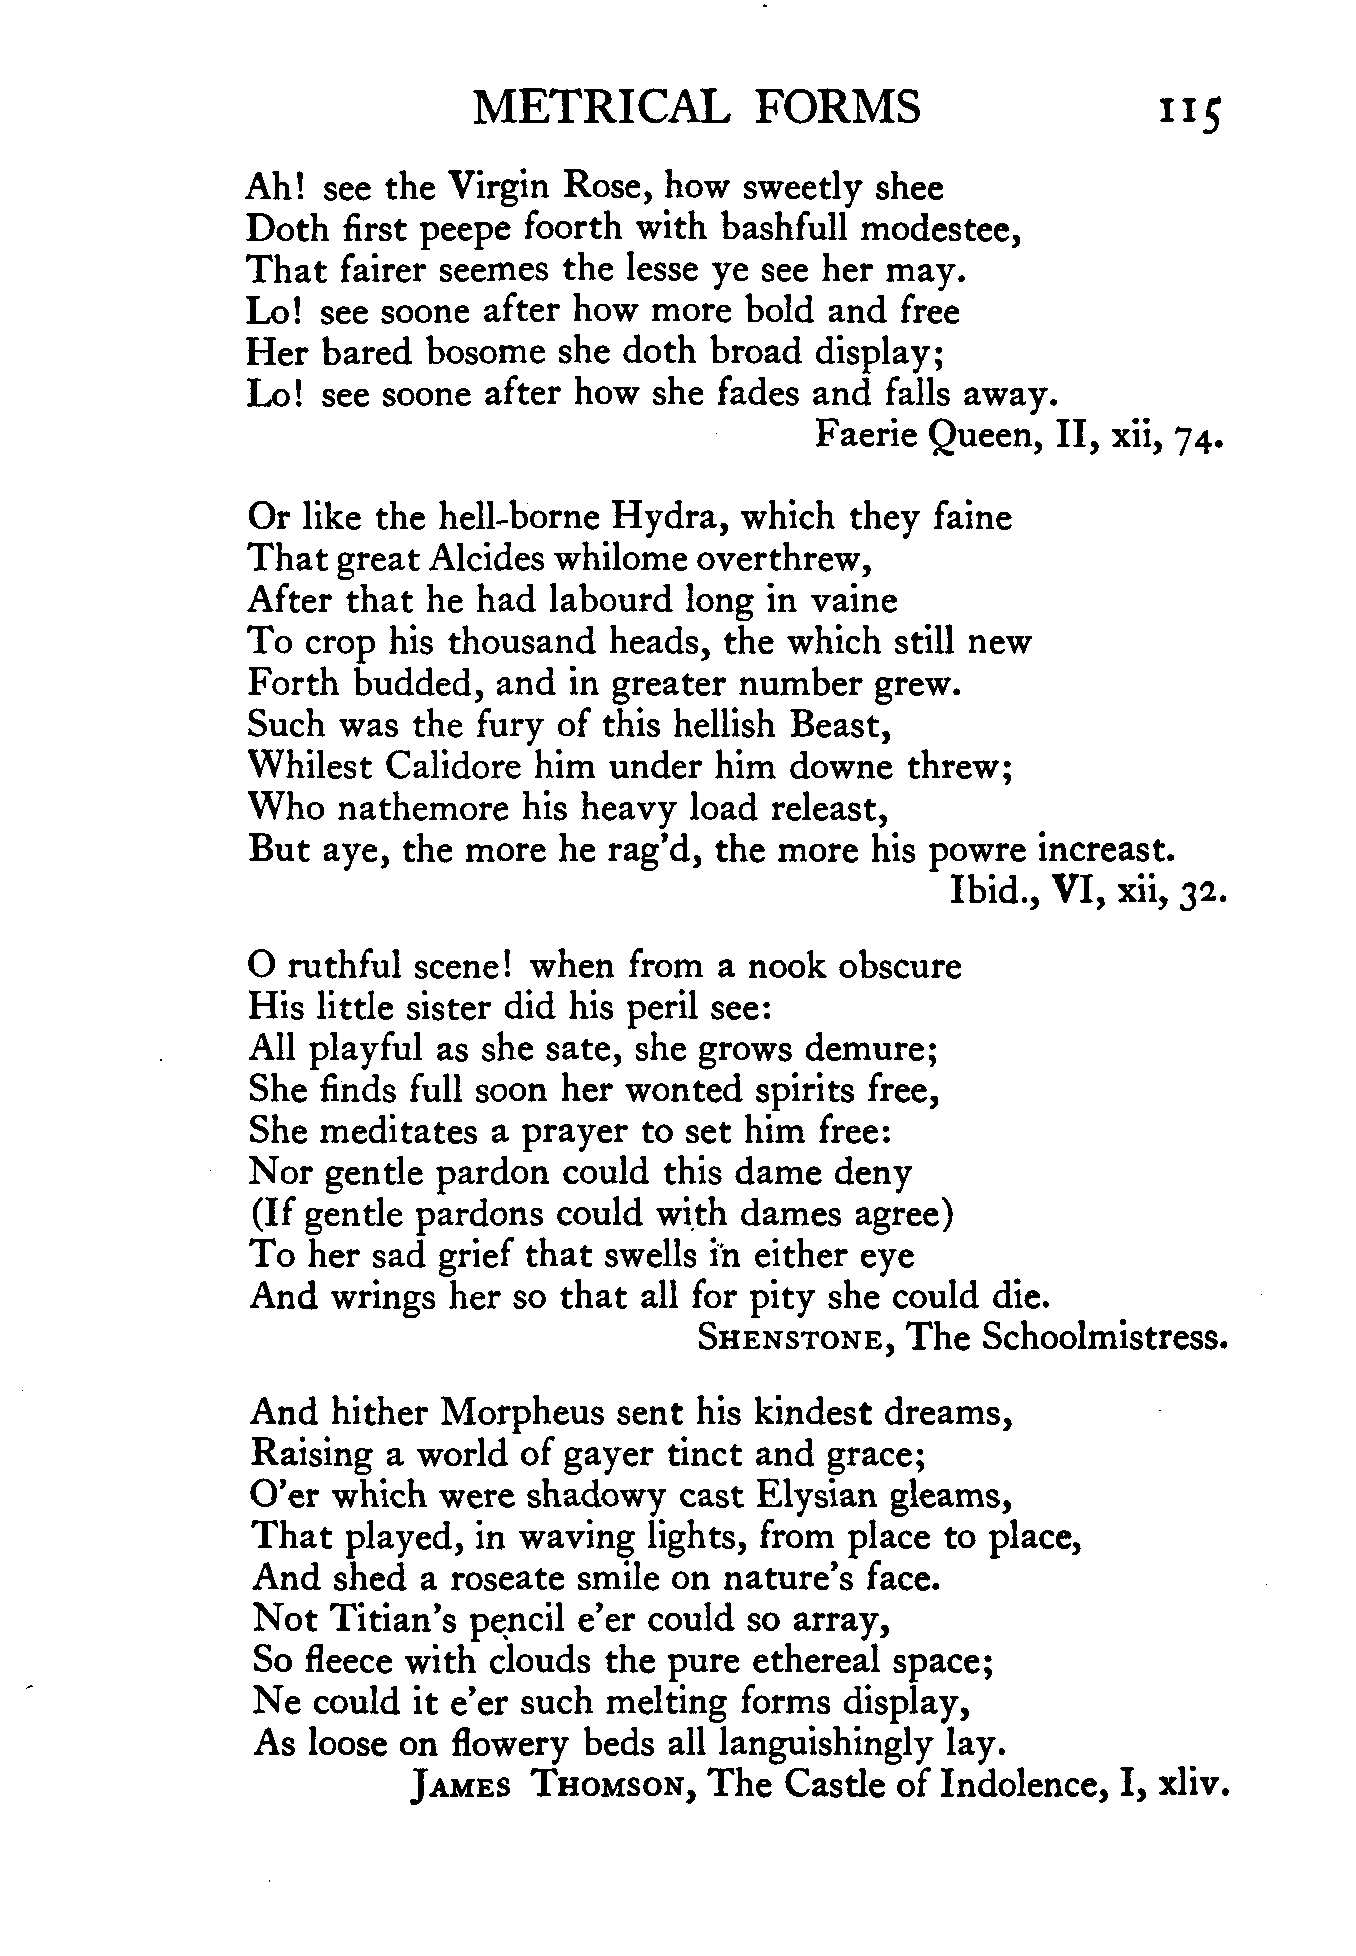 METRICAL FORMS 115
Ah! see the Virgin Rose, how sweetly shee
Doth first peepe foorth with bashfull modestee,
That fairer seemes the lesse ye see her may.
Lo! see soone after how more bold and free
Her bared bosome she doth broad display;
Lo! see soone after how she fades and falls away.
Faerie Queen, II, xii, 74.
Or like the hell-borne Hydra, which they faine
That great Alcides whilome overthrew,
After that he had labourd long in vaine
To crop his thousand heads, the which still new
Forth budded, and in greater number grew.
Such was the fury of this hellish Beast,
Whilest Calidore him under him downe threw;
Who nathemore his heavy load releast,
But aye, the more he rag'd, the more his powre increast.
Ibid., VI, xii, 32.
O ruthful scene! when from a nook obscure
His little sister did his peril see:
All playful as she sate, she grows demure;
She finds full soon her wonted spirits free,
She meditates a prayer to set him free:
Nor gentle pardon could this dame deny
(If gentle pardons could with dames agree)
To her sad grief that swells in either eye
And wrings her so that all for pity she could die.
SHENSTONE, The Schoolmistress.
And hither Morpheus sent his kindest dreams,
Raising a world of gayer tinct and grace;
O'er which were shadowy cast Elysian gleams,
That played, in waving lights, from place to place,
And shed a roseate smile on nature's face.
Not Titian's pencil e'er could so array,
So fleece with clouds the pure ethereal space;
Ne could it e'er such melting forms display,
As loose on flowery beds all languishingly lay.
JAMES THOMSON, The Castle of Indolence, I, xliv.